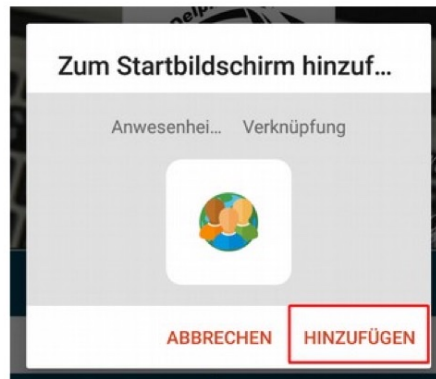 Zum Startbildschirm hinzuf...
Anwesenhei... Verknüpfung
ABBRECHEN HINZUFÜGEN